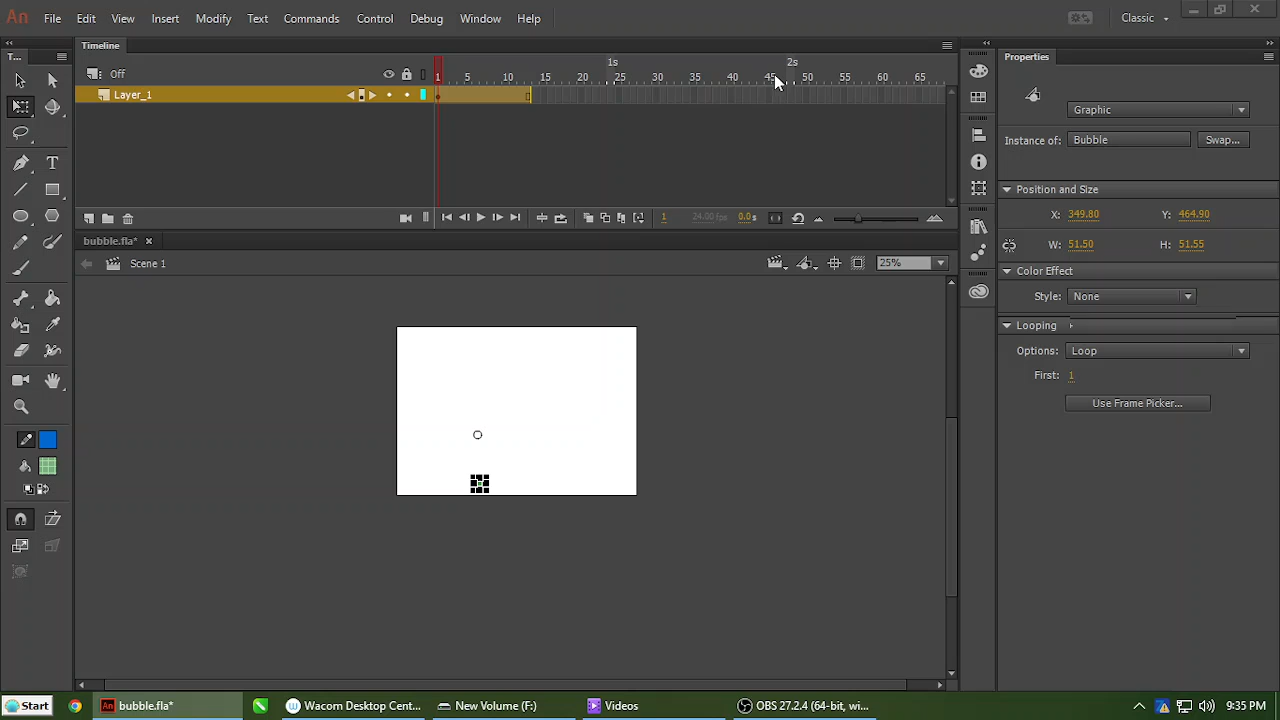 An File Edit View Insert Modify Text Commands Control Debug Window Help Classic
T... Timeline Properties
Off 1s 2s
1 5 10 15 20 25 30 35 40 45 50 55 60 65
Layer_1
Graphic
Instance of: Bubble Swap...
Position and Size
X: 349.80 Y: 464.90
1 24.00 fps 0.0s
W: 51.50 H: 51.55
bubble.fla*
Scene 1 25%
Color Effect
Style: None
Looping
Options: Loop
First: 1
Use Frame Picker...
Start An bubble.fla* Wacom Dektop Cent... New Volume (F:) Videos OBS 27.2.4 (64-bit, wi... 9:35 PM